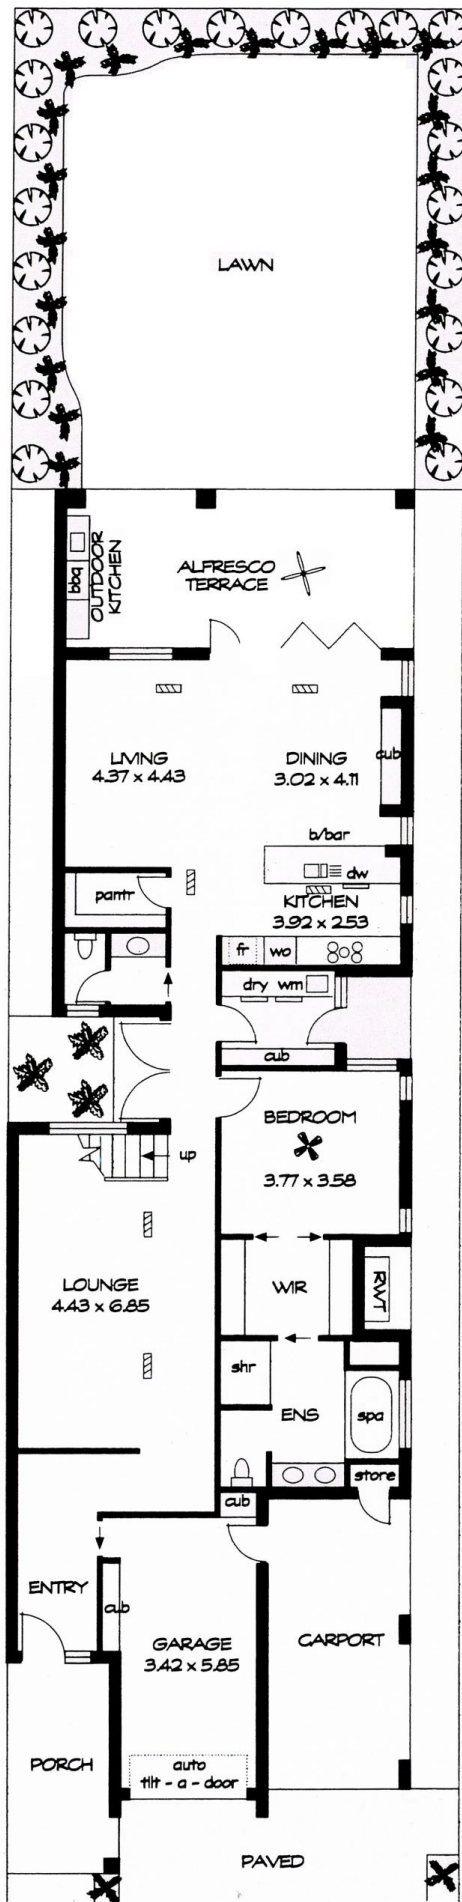 LAWN
ALFRESCO
TERRACE
bbq
OUTDOOR
KITCHEN
LIVING
4.37 x 4.43
DINING
3.02 x 4.11
cub
b/bar
dw
KITCHEN
3.92 x 2.53
pantr
fr
wo
dry
wm
cub
up
BEDROOM
3.77 x 3.58
WIR
RWT
LOUNGE
4.43 x 6.85
shr
ENS
spa
store
cub
ENTRY
cub
GARAGE
3.42 x 5.85
CARPORT
PORCH
auto
tilt - a - door
PAVED